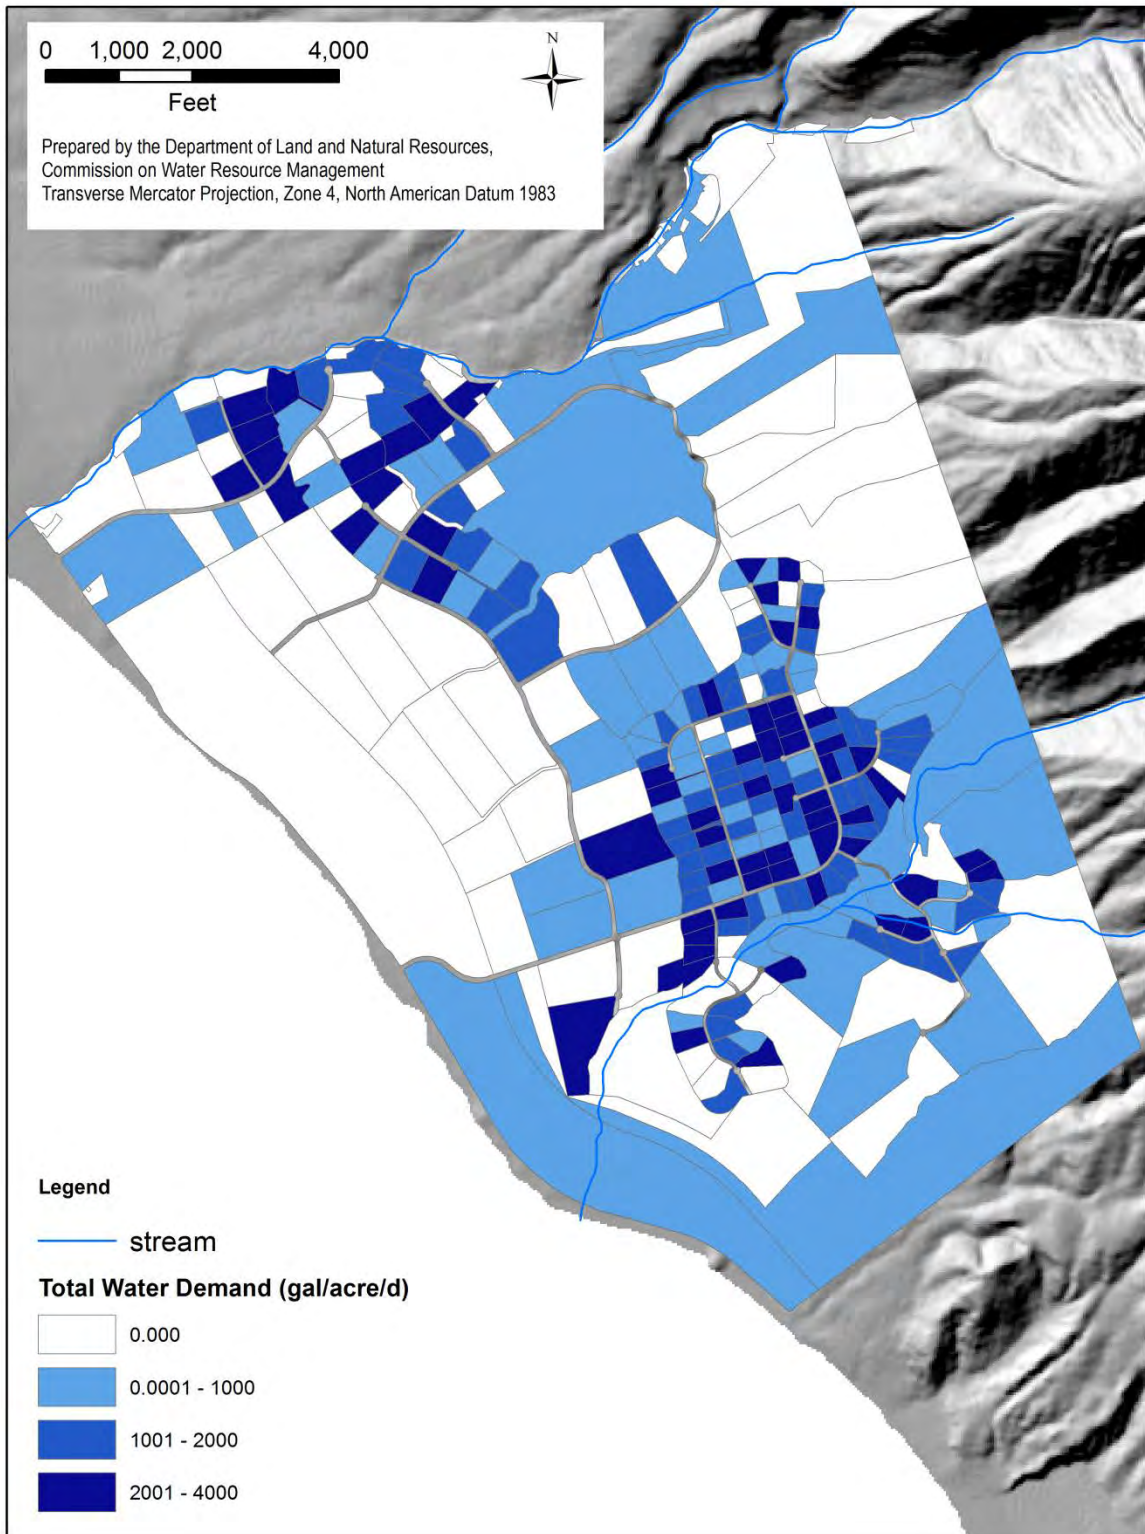 0 1,000 2,000 4,000
Feet
N
Prepared by the Department of Land and Natural Resources,
Commission on Water Resource Management
Transverse Mercator Projection, Zone 4, North American Datum 1983
Legend
stream
Total Water Demand (gal/acre/d)
0.000
0.0001 - 1000
1001 - 2000
2001 - 4000